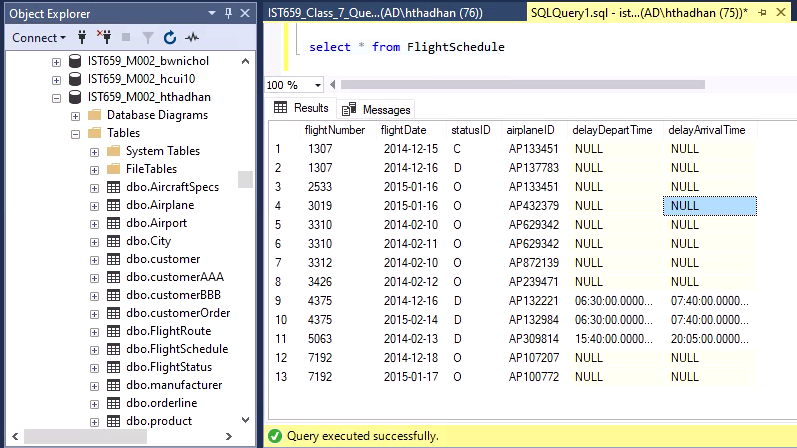 Object Explorer
Connect
IST659_M002_bwnichol
IST659_M002_hcui10
IST659_M002_hthadhan
Database Diagrams
Tables
System Tables
FileTables
dbo.AircraftSpecs
dbo.Airplane
dbo.Airport
dbo.City
dbo.customer
dbo.customerAAA
dbo.customerBBB
dbo.customerOrder
dbo.FlightRoute
dbo.FlightSchedule
dbo.FlightStatus
dbo.manufacturer
dbo.orderline
dbo.product
IST659_Class_7_Que...(AD\hthadhan (76))
SQLQuery1.sql - ist...(AD\hthadhan (75))*
select * from FlightSchedule
100 %
Results Messages
flightNumber flightDate statusID airplaneID delayDepartTime delayArrivalTime
1 1307 2014-12-15 C AP133451 NULL NULL
2 1307 2014-12-16 D AP137783 NULL NULL
3 2533 2015-01-16 O AP133451 NULL NULL
4 3019 2015-01-16 O AP432379 NULL NULL
5 3310 2014-02-10 O AP629342 NULL NULL
6 3310 2014-02-11 O AP629342 NULL NULL
7 3312 2014-02-10 O AP872139 NULL NULL
8 3426 2014-02-12 O AP239471 NULL NULL
9 4375 2014-12-16 D AP132221 06:30:00.0000... 07:40:00.0000...
10 4375 2015-02-14 D AP132984 06:30:00.0000... 07:40:00.0000...
11 5063 2014-02-13 D AP309814 15:40:00.0000... 20:05:00.0000...
12 7192 2014-12-18 O AP107207 NULL NULL
13 7192 2015-01-17 O AP100772 NULL NULL
Query executed successfully.